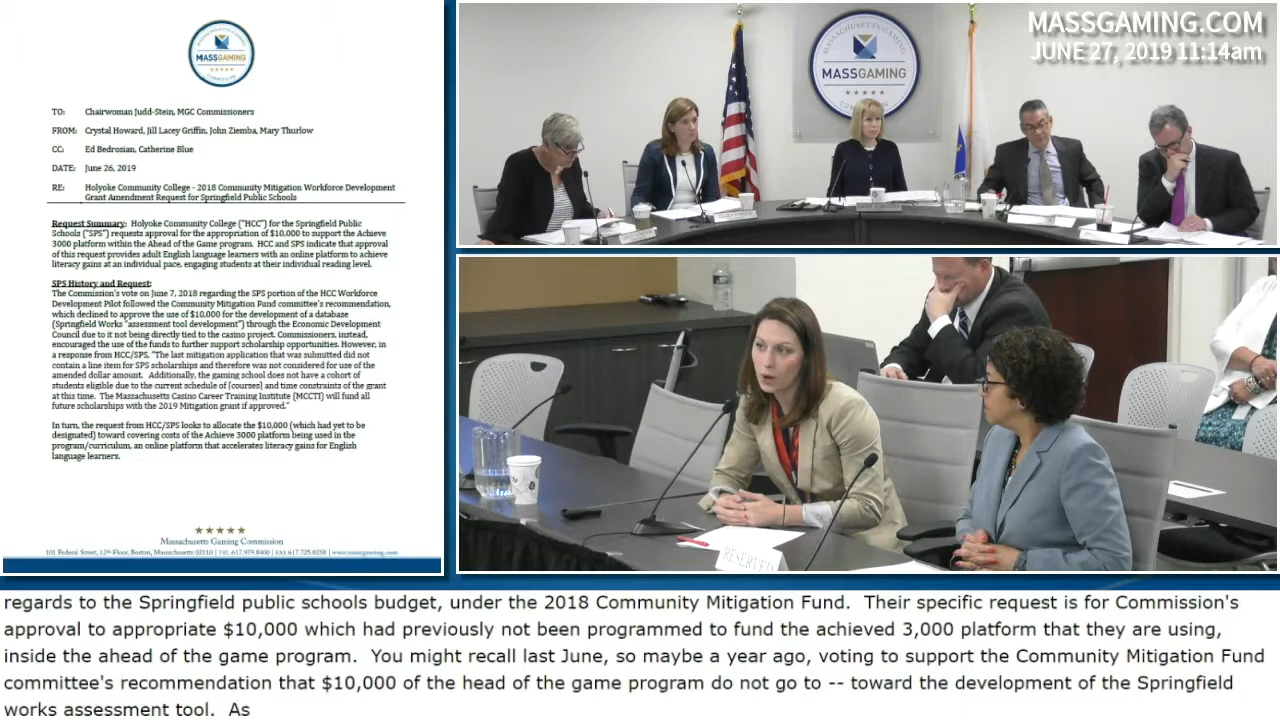 MASSACHUSETTS GAMING
MASSGAMING
COMMISSION
TO: Chairwoman Judd-Stein, MGC Commissioners
FROM: Crystal Howard, Jill Lacey Griffin, John Ziemba, Mary Thurlow
CC: Ed Bedrosian, Catherine Blue
DATE: June 26, 2019
RE: Holyoke Community College - 2018 Community Mitigation Workforce Development
Grant Amendment Request for Springfield Public Schools
Request Summary: Holyoke Community College ("HCC") for the Springfield Public
Schools ("SPS") requests approval for the appropriation of $10,000 to support the Achieve
3000 platform within the Ahead of the Game program. HCC and SPS indicate that approval
of this request provides adult English language learners with an online platform to achieve
literacy gains at an individual pace, engaging students at their individual reading level.
SPS History and Request:
The Commission's vote on June 7, 2018 regarding the SPS portion of the HCC Workforce
Development Pilot followed the Community Mitigation Fund committee's recommendation,
which declined to approve the use of $10,000 for the development of a database
(Springfield Works "assessment tool development") through the Economic Development
Council due to it not being directly tied to the casino project. Commissioners, instead,
encouraged the use of the funds to further support scholarship opportunities. However, in
a response from HCC/SPS, "The last mitigation application that was submitted did not
contain a line item for SPS scholarships and therefore was not considered for use of the
amended dollar amount. Additionally, the gaming school does not have a cohort of
students eligible due to the current schedule of [courses] and time constraints of the grant
at this time. The Massachusetts Casino Career Training Institute (MCCTI) will fund all
future scholarships with the 2019 Mitigation grant if approved."
In turn, the request from HCC/SPS looks to allocate the $10,000 (which had yet to be
designated) toward covering costs of the Achieve 3000 platform being used in the
program/curriculum, an online platform that accelerates literacy gains for English
language learners.
Massachusetts Gaming Commission
101 Federal Street, 12th Floor, Boston, Massachusetts 02110 | TEL 617.979.8400 | FAX 617.725.0258 | www.massgaming.com
MASSGAMING.COM
JUNE 27, 2019 11:14am
MASSACHUSETTS GAMING
MASSGAMING
RESERVED
regards to the Springfield public schools budget, under the 2018 Community Mitigation Fund. Their specific request is for Commission's
approval to appropriate $10,000 which had previously not been programmed to fund the achieved 3,000 platform that they are using,
inside the ahead of the game program. You might recall last June, so maybe a year ago, voting to support the Community Mitigation Fund
committee's recommendation that $10,000 of the head of the game program do not go to -- toward the development of the Springfield
works assessment tool. As